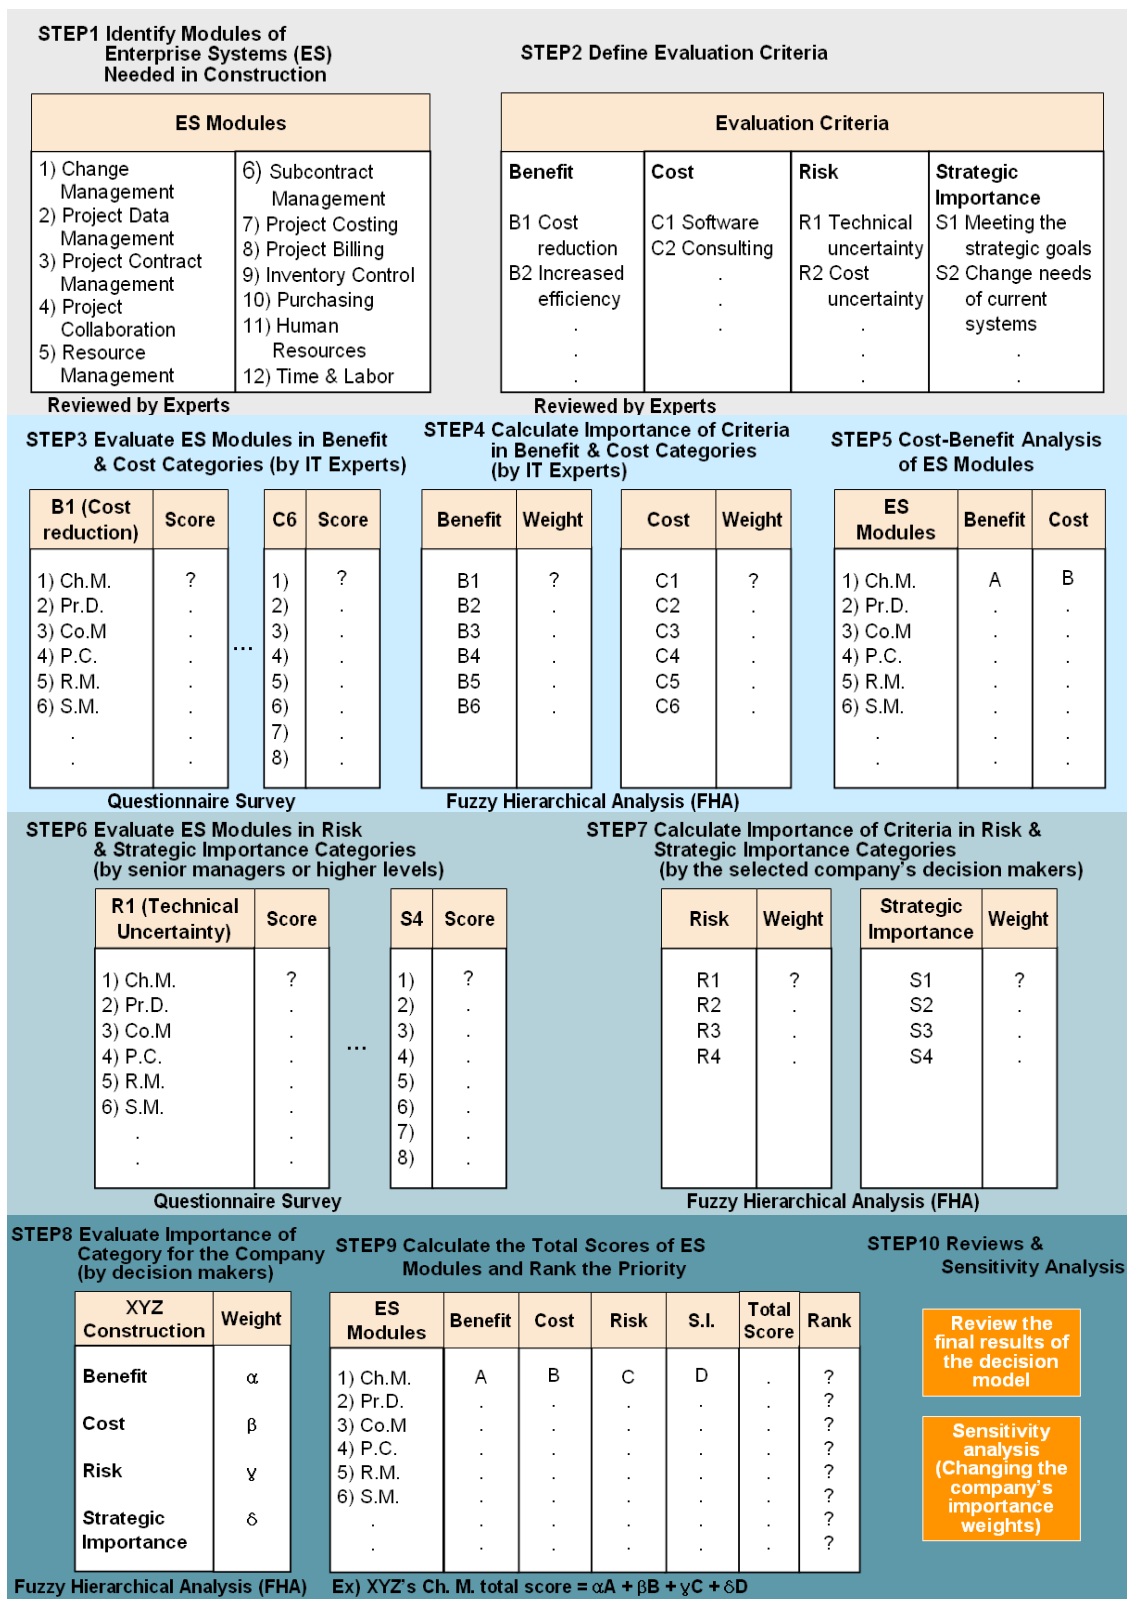 STEP1 Identify Modules of
Enterprise Systems (ES)
Needed in Construction
ES Modules
1) Change
Management
2) Project Data
Management
3) Project Contract
Management
4) Project
Collaboration
5) Resource
Management
6) Subcontract
Management
7) Project Costing
8) Project Billing
9) Inventory Control
10) Purchasing
11) Human
Resources
12) Time & Labor
Reviewed by Experts
STEP2 Define Evaluation Criteria
Evaluation Criteria
Benefit
B1 Cost
reduction
B2 Increased
efficiency
.
.
.
Cost
C1 Software
C2 Consulting
.
.
.
Risk
R1 Technical
uncertainty
R2 Cost
uncertainty
.
.
.
Strategic
Importance
S1 Meeting the
strategic goals
S2 Change needs
of current
systems
.
.
Reviewed by Experts
STEP3 Evaluate ES Modules in Benefit
& Cost Categories (by IT Experts)
B1 (Cost
reduction) Score
1) Ch.M. ?
2) Pr.D. .
3) Co.M .
4) P.C. .
5) R.M. .
6) S.M. .
. .
. .
...
C6 Score
1) ?
2) .
3) .
4) .
5) .
6) .
7) .
8) .
Questionnaire Survey
STEP4 Calculate Importance of Criteria
in Benefit & Cost Categories
(by IT Experts)
Benefit Weight
B1 ?
B2 .
B3 .
B4 .
B5 .
B6 .
Cost Weight
C1 ?
C2 .
C3 .
C4 .
C5 .
C6 .
Fuzzy Hierarchical Analysis (FHA)
STEP5 Cost-Benefit Analysis
of ES Modules
ES
Modules Benefit Cost
1) Ch.M. A B
2) Pr.D. . .
3) Co.M . .
4) P.C. . .
5) R.M. . .
6) S.M. . .
. . .
. . .
STEP6 Evaluate ES Modules in Risk
& Strategic Importance Categories
(by senior managers or higher levels)
R1 (Technical
Uncertainty) Score
1) Ch.M. ?
2) Pr.D. .
3) Co.M .
4) P.C. .
5) R.M. .
6) S.M. .
. .
. .
...
S4 Score
1) ?
2) .
3) .
4) .
5) .
6) .
7) .
8) .
Questionnaire Survey
STEP7 Calculate Importance of Criteria in Risk &
Strategic Importance Categories
(by the selected company's decision makers)
Risk Weight
R1 ?
R2 .
R3 .
R4 .
Strategic
Importance Weight
S1 ?
S2 .
S3 .
S4 .
Fuzzy Hierarchical Analysis (FHA)
STEP8 Evaluate Importance of
Category for the Company
(by decision makers)
XYZ
Construction Weight
Benefit α
Cost β
Risk ɣ
Strategic δ
Importance
Fuzzy Hierarchical Analysis (FHA)
STEP9 Calculate the Total Scores of ES
Modules and Rank the Priority
ES
Modules Benefit Cost Risk S.I. Total
Score Rank
1) Ch.M. A B C D . ?
2) Pr.D. . . . . . ?
3) Co.M . . . . . ?
4) P.C. . . . . . ?
5) R.M. . . . . . ?
6) S.M. . . . . . ?
. . . . . . ?
. . . . . . ?
Ex) XYZ's Ch. M. total score = αA + βB + ɣC + δD
STEP10 Reviews &
Sensitivity Analysis
Review the
final results of
the decision
model
Sensitivity
analysis
(Changing the
company's
importance
weights)